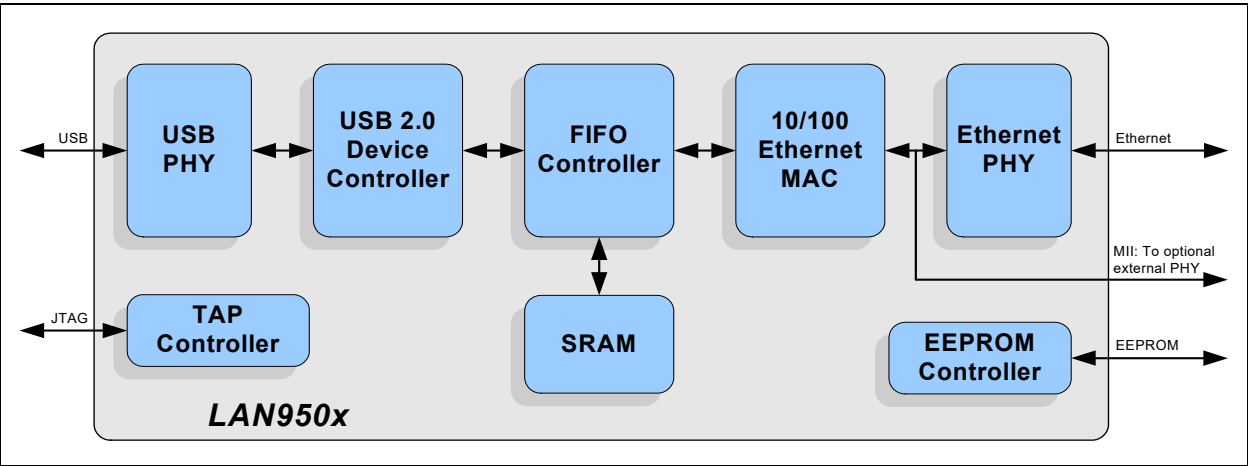 USB
USB
PHY
USB 2.0
Device
Controller
FIFO
Controller
10/100
Ethernet
MAC
Ethernet
PHY
Ethernet
MII: To optional
external PHY
JTAG
TAP
Controller
SRAM
EEPROM
Controller
EEPROM
LAN950x